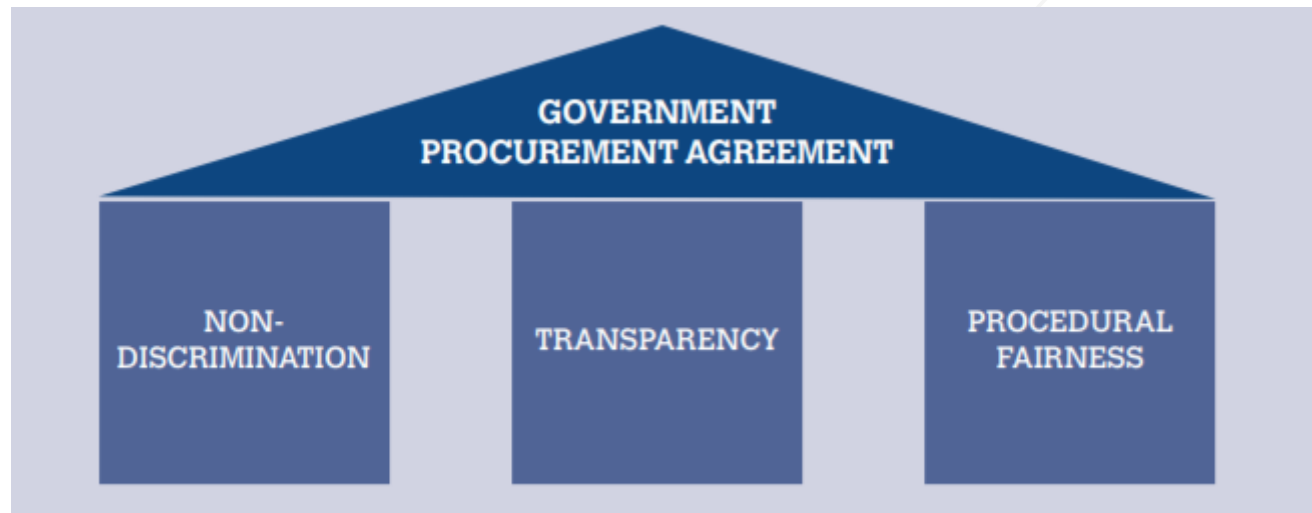 GOVERNMENT
PROCUREMENT AGREEMENT
NON-
DISCRIMINATION
TRANSPARENCY
PROCEDURAL
FAIRNESS